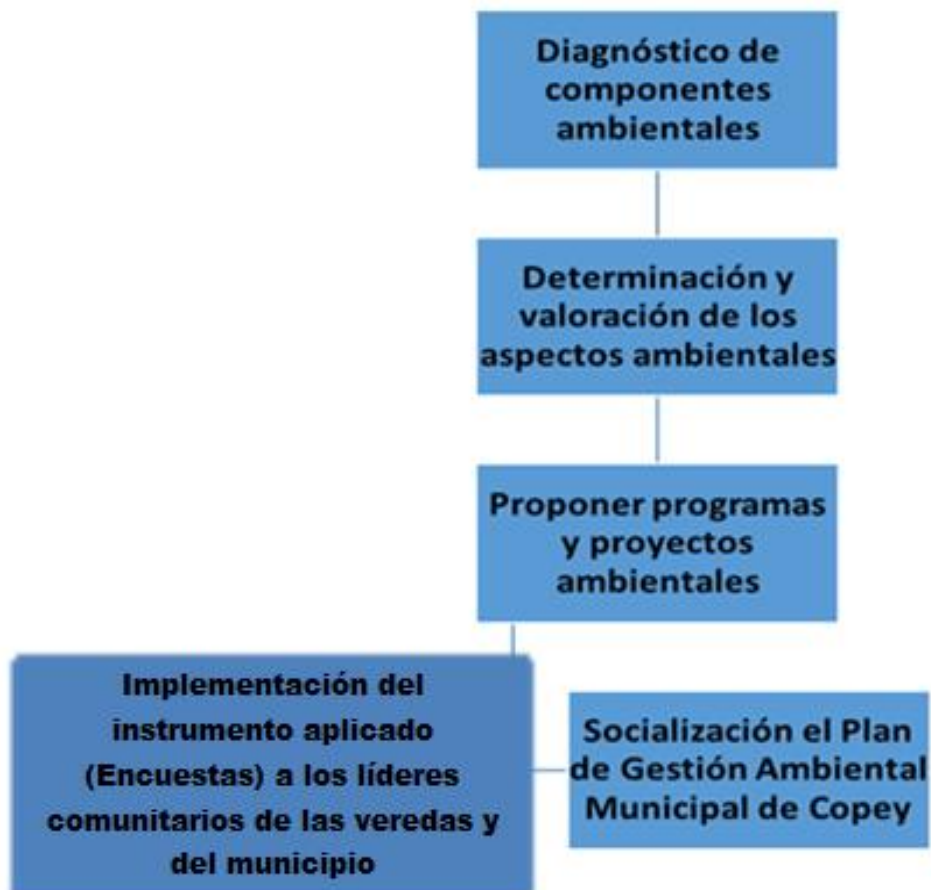 Diagnóstico de
componentes
ambientales
Determinación y
valoración de los
aspectos ambientales
Proponer programas
y proyectos
ambientales
Implementación del
instrumento aplicado
(Encuestas) a los líderes
comunitarios de las veredas y
del municipio
Socialización el Plan
de Gestión Ambiental
Municipal de Copey